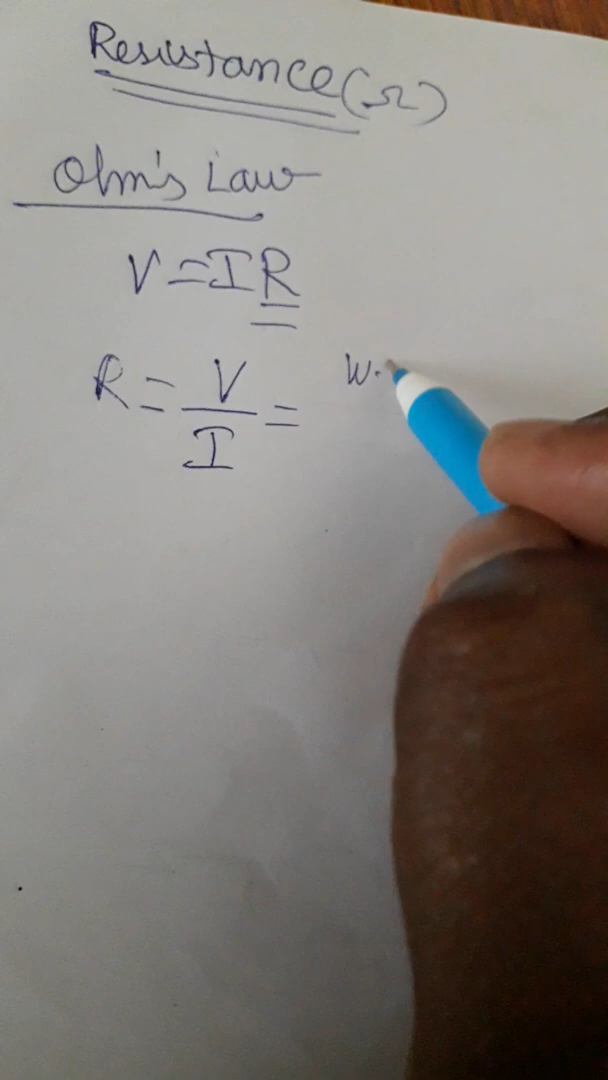 Resistance (Ω)
Ohm's Law
V = IR
R = V/I =
W.